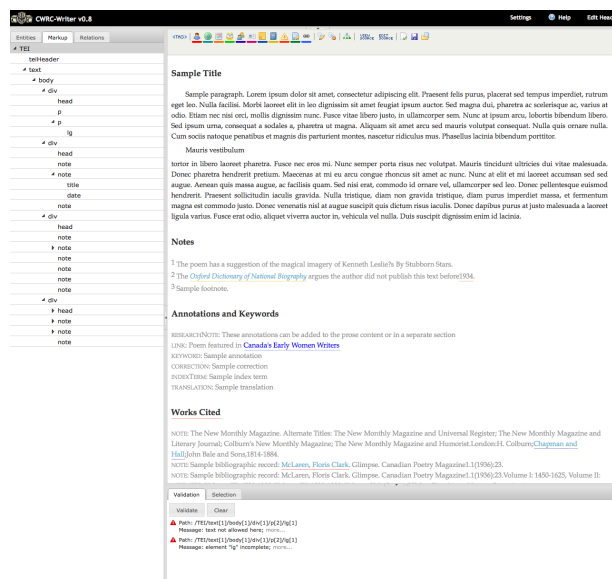 CWRC-Writer v0.8
Settings Help Edit Head
Entities Markup Relations
TEI
teiHeader
text
body
div
head
p
p
lg
div
head
note
note
title
date
note
div
head
note
note
note
note
note
div
head
note
note
note
<TAG>
Sample Title
Sample paragraph. Lorem ipsum dolor sit amet, consectetur adipiscing elit. Praesent felis purus, placerat sed tempus imperdiet, rutrum
eget leo. Nulla facilisi. Morbi laoreet elit in leo dignissim sit amet feugiat ipsum auctor. Sed magna dui, pharetra ac scelerisque ac, varius at
odio. Etiam nec nisi orci, mollis dignissim nunc. Fusce vitae libero justo, in ullamcorper sem. Nunc at ipsum arcu, lobortis bibendum libero.
Sed ipsum urna, consequat a sodales a, pharetra ut magna. Aliquam sit amet arcu sed mauris volutpat consequat. Nulla quis ornare nulla.
Cum sociis natoque penatibus et magnis dis parturient montes, nascetur ridiculus mus. Phasellus lacinia bibendum porttitor.
Mauris vestibulum
tortor in libero laoreet pharetra. Fusce nec eros mi. Nunc semper porta risus nec volutpat. Mauris tincidunt ultricies dui vitae malesuada.
Donec pharetra hendrerit pretium. Maecenas at mi eu arcu congue rhoncus sit amet ac nunc. Nunc at elit et mi laoreet accumsan sed sed
augue. Aenean quis massa augue, ac facilisis quam. Sed nisi erat, commodo id ornare vel, ullamcorper sed leo. Donec pellentesque euismod
hendrerit. Praesent sollicitudin iaculis gravida. Nulla tristique, diam non gravida tristique, diam purus imperdiet massa, et fermentum
magna est commodo justo. Donec venenatis nisl at augue suscipit quis dictum risus iaculis. Donec dapibus purus at justo malesuada a laoreet
ligula varius. Fusce erat odio, aliquet viverra auctor in, vehicula vel nulla. Duis suscipit dignissim enim id lacinia.
Notes
1 The poem has a suggestion of the magical imagery of Kenneth Leslie?s By Stubborn Stars.
2 The Oxford Dictionary of National Biography argues the author did not publish this text before1934.
3 Sample footnote.
Annotations and Keywords
RESEARCHNOTE: These annotations can be added to the prose content or in a separate section
LINK: Poem featured in Canada's Early Women Writers
KEYWORD: Sample annotation
CORRECTION: Sample correction
INDEXTERM: Sample index term
TRANSLATION: Sample translation
Works Cited
NOTE: The New Monthly Magazine. Alternate Titles: The New Monthly Magazine and Universal Register; The New Monthly Magazine and
Literary Journal; Colburn's New Monthly Magazine; The New Monthly Magazine and Humorist.London:H. Colburn;Chapman and
Hall;John Bale and Sons,1814-1884.
NOTE: Sample bibliographic record: McLaren, Floris Clark. Glimpse. Canadian Poetry Magazine1.1(1936):23.
NOTE: Sample bibliographic record: McLaren, Floris Clark. Glimpse. Canadian Poetry Magazine1.1(1936):23.Volume I: 1450-1625, Volume II:
Validation Selection
Validate Clear
Path: /TEI/text[1]/body[1]/div[1]/p[2]/lg[1]
Message: text not allowed here; more...
Path: /TEI/text[1]/body[1]/div[1]/p[2]/lg[1]
Message: element "lg" incomplete; more...